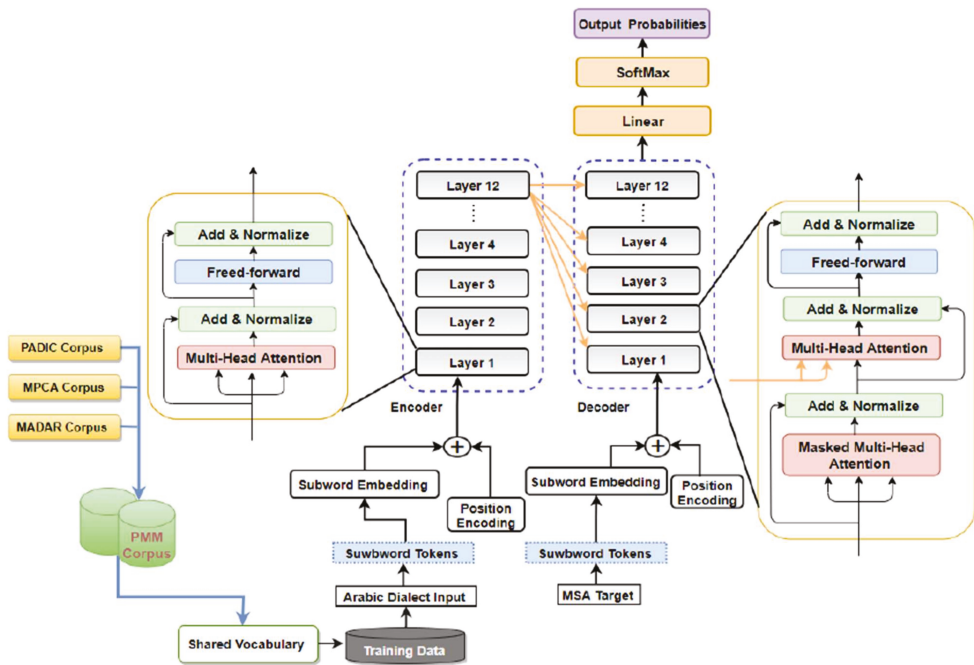 Output Probabilities
SoftMax
Linear
Layer 12
Layer 4
Layer 3
Layer 2
Layer 1
Encoder
Layer 12
Layer 4
Layer 3
Layer 2
Layer 1
Decoder
Add & Normalize
Freed-forward
Add & Normalize
Multi-Head Attention
Add & Normalize
Freed-forward
Add & Normalize
Multi-Head Attention
Add & Normalize
Masked Multi-Head
Attention
PADIC Corpus
MPCA Corpus
MADAR Corpus
PMM
Corpus
Shared Vocabulary
Training Data
Arabic Dialect Input
Suwbword Tokens
Subword Embedding
Position
Encoding
+
MSA Target
Suwbword Tokens
Subword Embedding
Position
Encoding
+